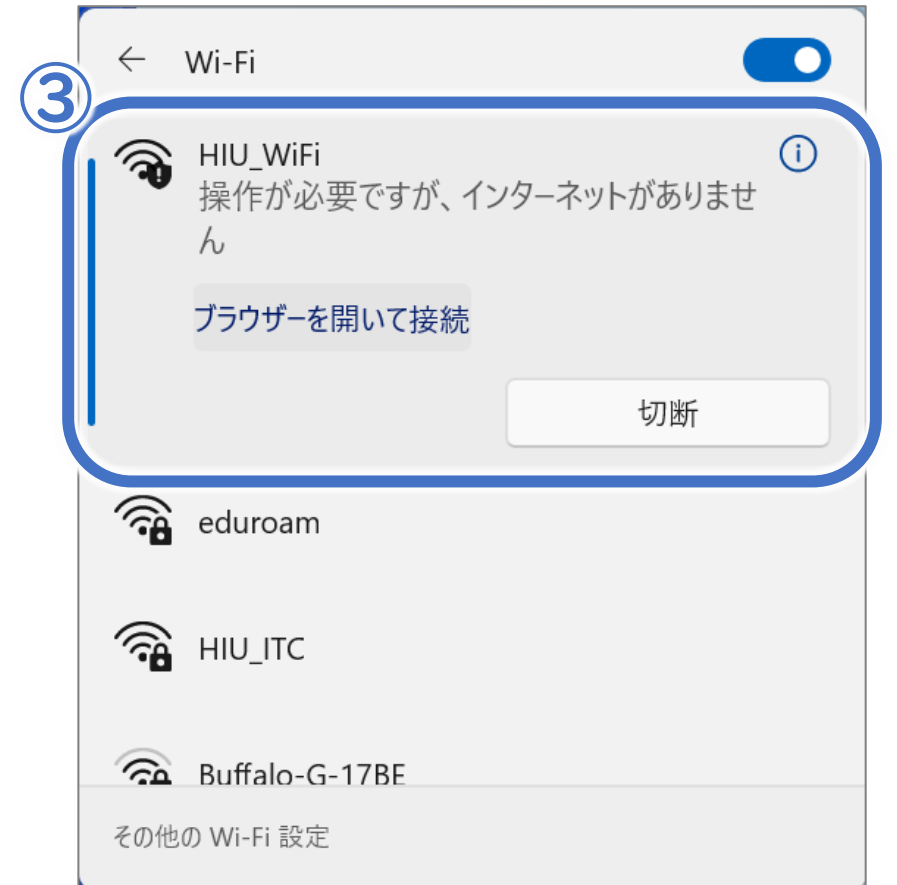 ③
Wi-Fi
HIU_WiFi
操作が必要ですが、インターネットがありませ
ん
ブラウザーを開いて接続
切断
eduroam
HIU_ITC
Buffalo-G-17BE
その他の Wi-Fi 設定